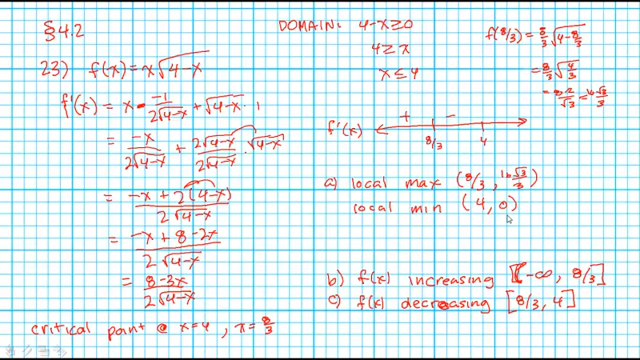 §4.2
23) f(x) = x√(4-x)
f'(x) = x · -1/(2√(4-x)) + √(4-x) · 1
= -x/(2√(4-x)) + 2√(4-x)/(2√(4-x)) · √(4-x)
= (-x + 2(4-x))/(2√(4-x))
= (-x + 8 - 2x)/(2√(4-x))
= (8-3x)/(2√(4-x))
critical point @ x=4, x=8/3
DOMAIN: 4-x≥0
4≥x
x≤4
f(8/3) = 8/3 √(4-8/3)
= 8/3 √(4/3)
= 8·2/(3√3) = 16√3/
f'(x) + - 
8/3 4
a) local max (8/3, 16√3/3)
local min (4, 0)
b) f(x) increasing (-∞, 8/3]
c) f(x) decreasing [8/3, 4]